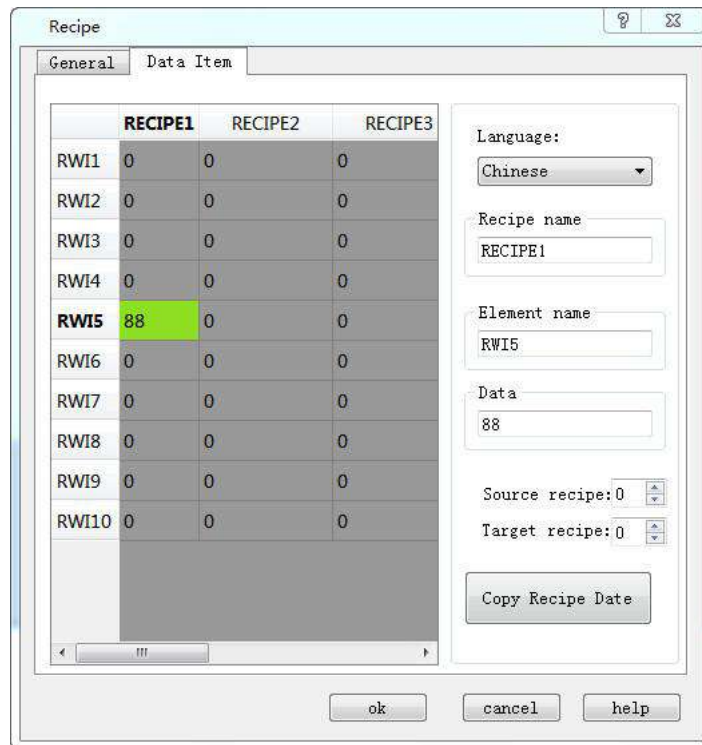 Recipe
General Data Item
RECIPE1 RECIPE2 RECIPE3
RWI1 0 0 0
RWI2 0 0 0
RWI3 0 0 0
RWI4 0 0 0
RWI5 88 0 0
RWI6 0 0 0
RWI7 0 0 0
RWI8 0 0 0
RWI9 0 0 0
RWI10 0 0 0
Language:
Chinese
Recipe name
RECIPE1
Element name
RWI5
Data
88
Source recipe:0
Target recipe:0
Copy Recipe Date
ok cancel help